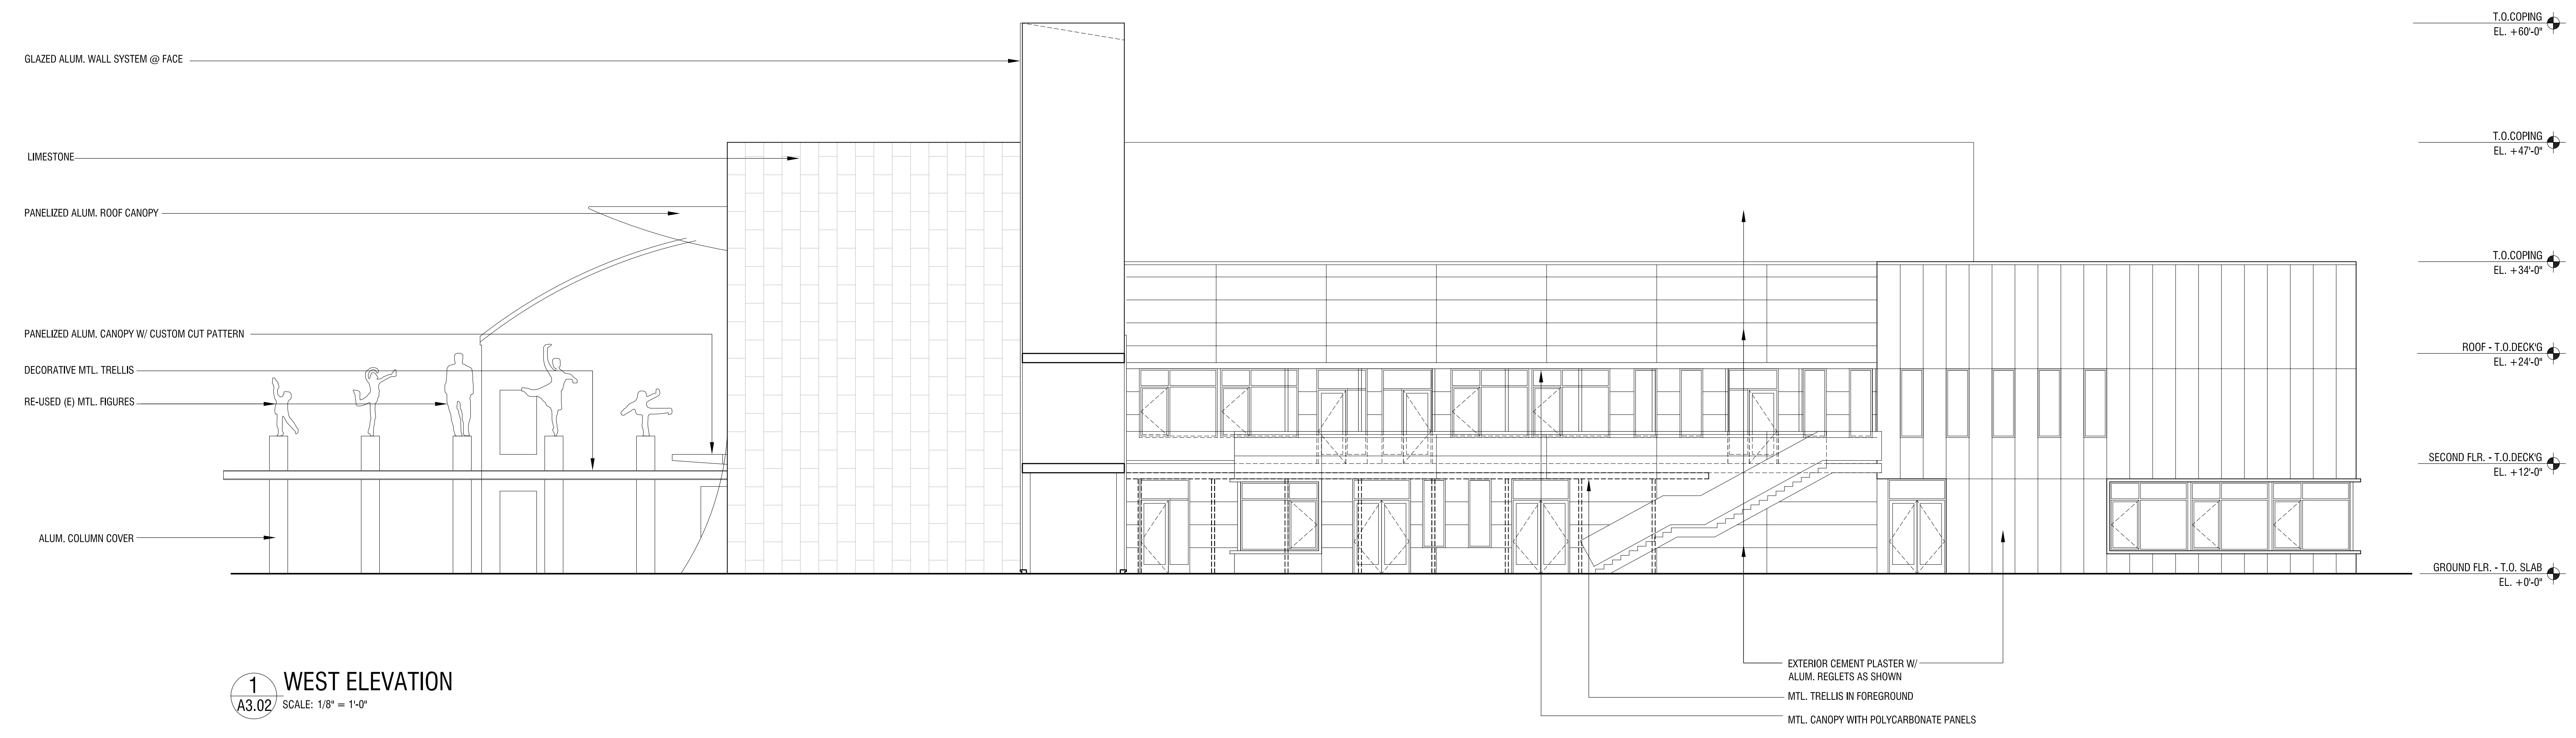 GLAZED ALUM. WALL SYSTEM @ FACE
LIMESTONE
PANELIZED ALUM. ROOF CANOPY
PANELIZED ALUM. CANOPY W/ CUSTOM CUT PATTERN
DECORATIVE MTL. TRELLIS
RE-USED (E) MTL. FIGURES
ALUM. COLUMN COVER
T.O.COPING
EL. +60'-0"
T.O.COPING
EL. +47'-0"
T.O.COPING
EL. +34'-0"
ROOF - T.O.DECK'G
EL. +24'-0"
SECOND FLR. - T.O.DECK'G
EL. +12'-0"
GROUND FLR. - T.O. SLAB
EL. +0'-0"
EXTERIOR CEMENT PLASTER W/
ALUM. REGLETS AS SHOWN
MTL. TRELLIS IN FOREGROUND
MTL. CANOPY WITH POLYCARBONATE PANELS
1
A3.02
WEST ELEVATION
SCALE: 1/8" = 1'-0"